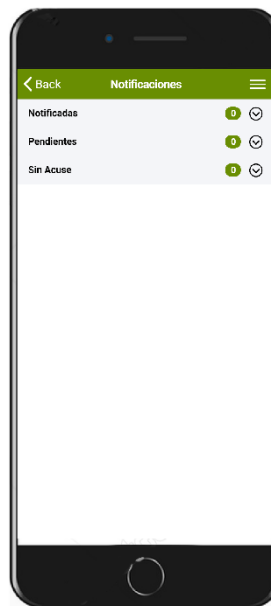 Back Notificaciones
Notificadas 0
Pendientes 0
Sin Acuse 0